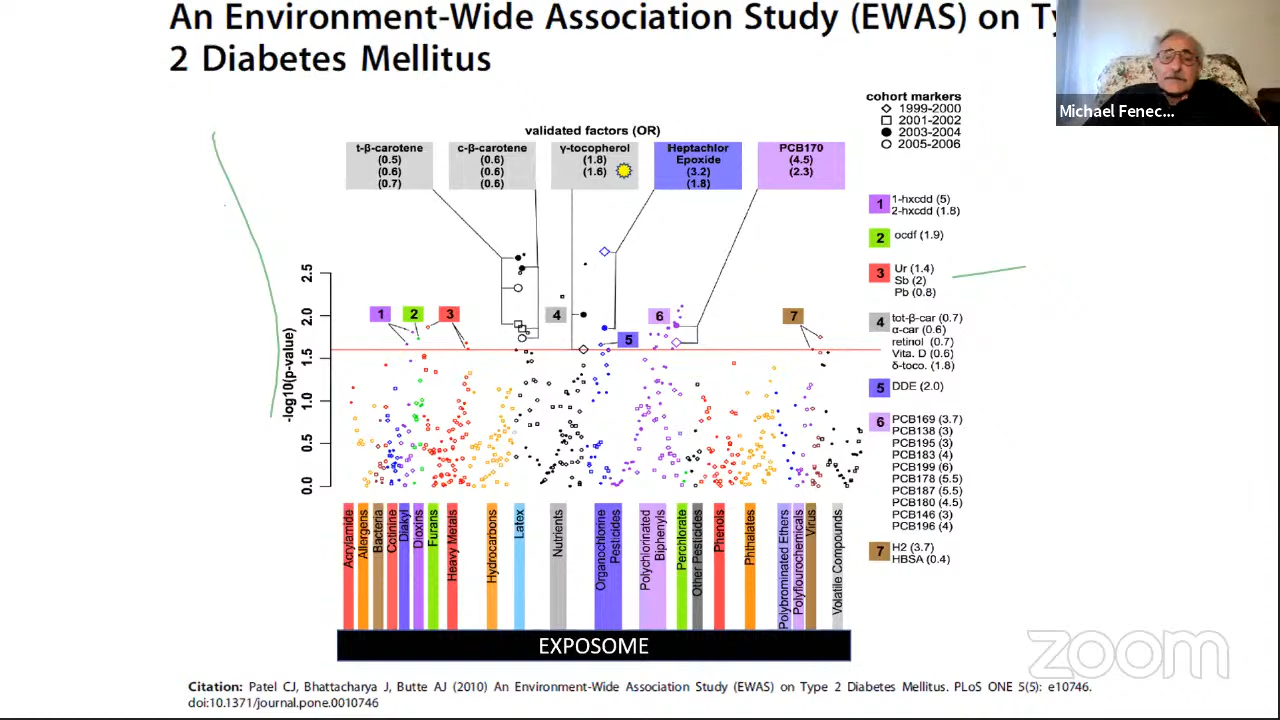 An Environment-Wide Association Study (EWAS) on Ty
2 Diabetes Mellitus
Michael Fenec...
cohort markers
1999-2000
2001-2002
2003-2004
2005-2006
validated factors (OR)
t-β-carotene
(0.5)
(0.6)
(0.7)
c-β-carotene
(0.6)
(0.6)
(0.6)
γ-tocopherol
(1.8)
(1.6)
Heptachlor
Epoxide
(3.2)
(1.8)
PCB170
(4.5)
(2.3)
1
1-hxcdd (5)
2-hxcdd (1.8)
2
ocdf (1.9)
3
Ur (1.4)
Sb (2)
Pb (0.8)
4
tot-β-car (0.7)
α-car (0.6)
retinol (0.7)
Vita. D (0.6)
δ-toco. (1.8)
5
DDE (2.0)
6
PCB169 (3.7)
PCB138 (3)
PCB195 (3)
PCB183 (4)
PCB199 (6)
PCB178 (5.5)
PCB187 (5.5)
PCB180 (4.5)
PCB146 (3)
PCB196 (4)
7
H2 (3.7)
HBSA (0.4)
-log10(p-value)
2.5
2.0
1.5
1.0
0.5
0.0
1
2
3
4
5
6
7
Acrylamide
Allergens
Bacteria
Cotinine
Diakyl
Dioxins
Furans
Heavy Metals
Hydrocarbons
Latex
Nutrients
Organochlorine
Pesticides
Polychlorinated
Biphenyls
Perchlorate
Other Pesticides
Phenols
Phthalates
Polybrominated Ethers
Polyflourochemicals
Virus
Volatile Compounds
EXPOSOME
zoom
Citation: Patel CJ, Bhattacharya J, Butte AJ (2010) An Environment-Wide Association Study (EWAS) on Type 2 Diabetes Mellitus. PLoS ONE 5(5): e10746.
doi:10.1371/journal.pone.0010746